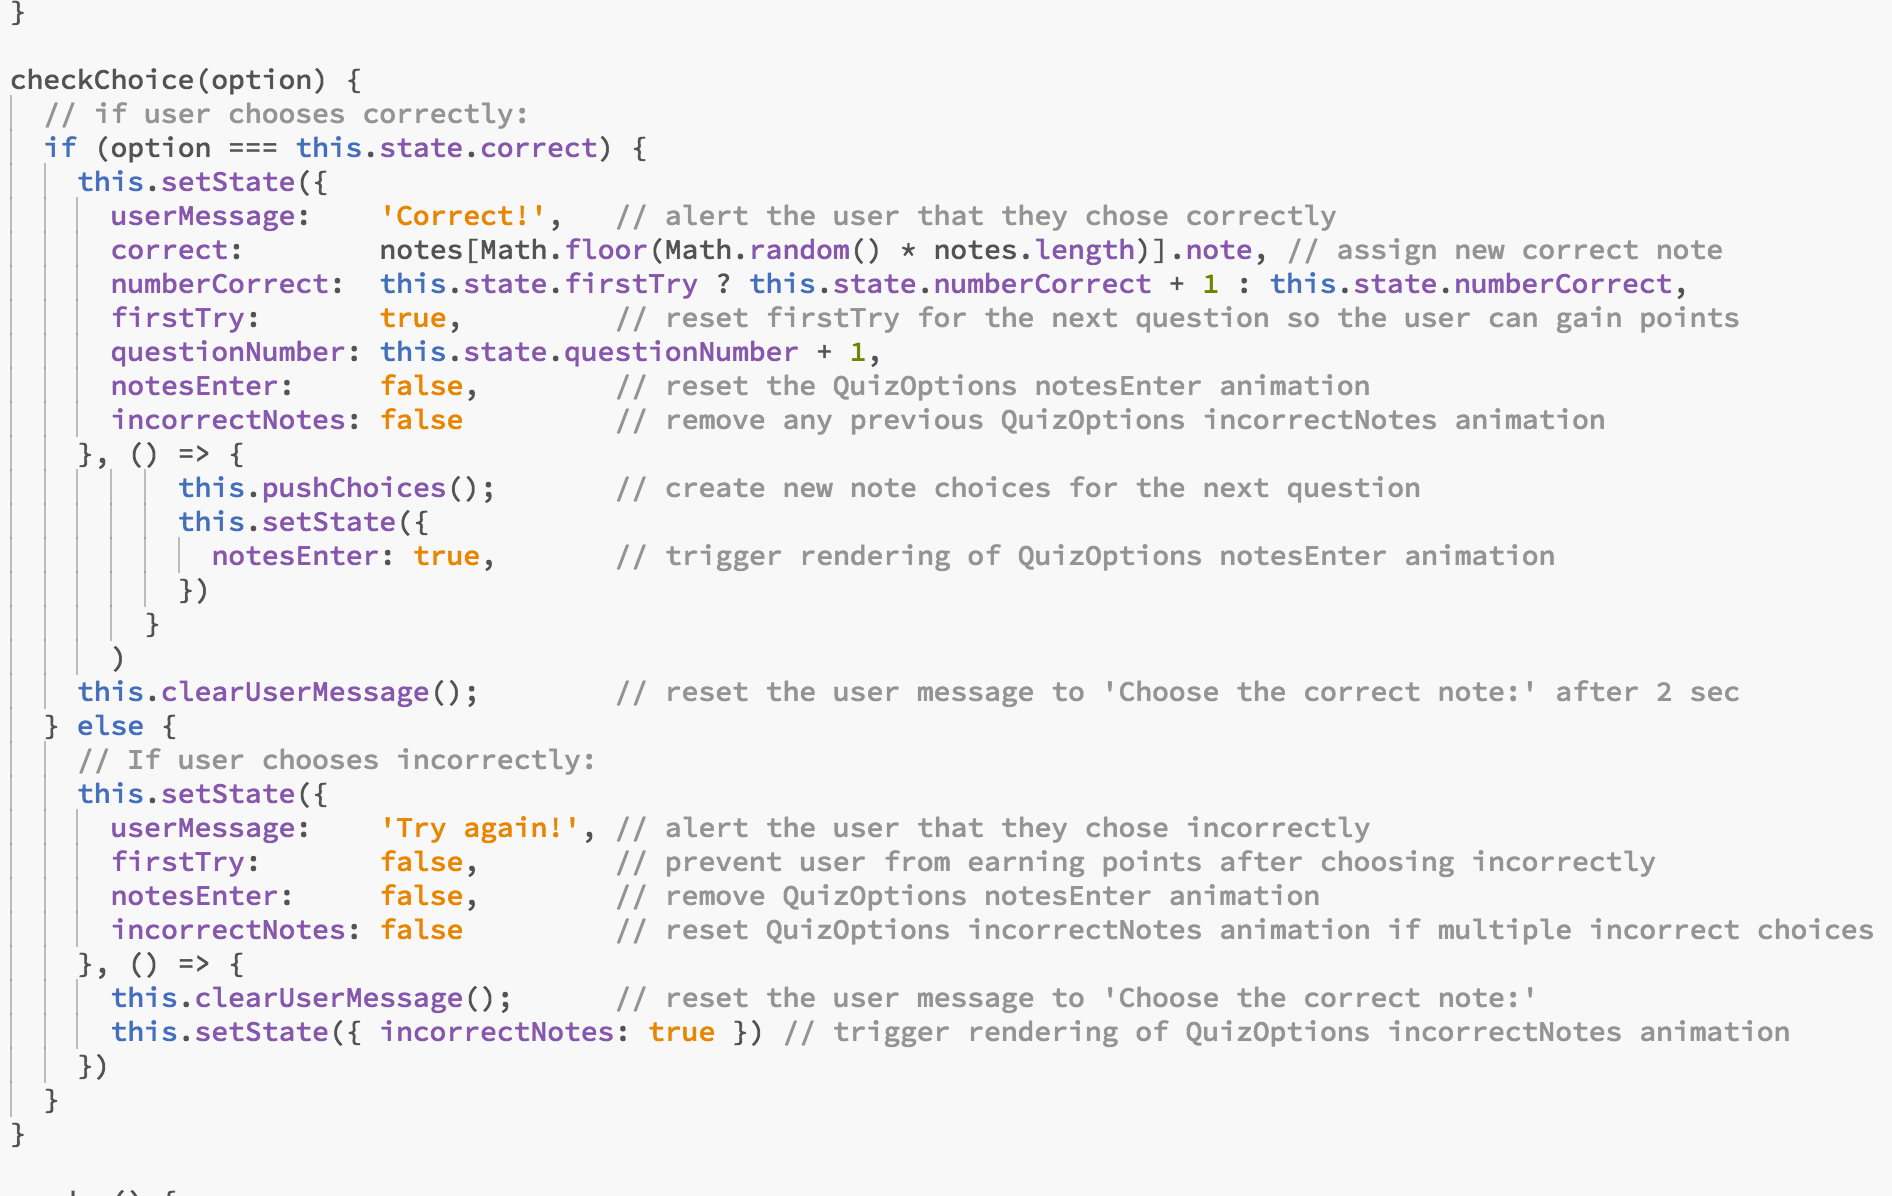 }
checkChoice(option) {
// if user chooses correctly:
if (option === this.state.correct) {
this.setState({
userMessage: 'Correct!', // alert the user that they chose correctly
correct: notes[Math.floor(Math.random() * notes.length)].note, // assign new correct note
numberCorrect: this.state.firstTry ? this.state.numberCorrect + 1 : this.state.numberCorrect,
firstTry: true, // reset firstTry for the next question so the user can gain points
questionNumber: this.state.questionNumber + 1,
notesEnter: false, // reset the QuizOptions notesEnter animation
incorrectNotes: false // remove any previous QuizOptions incorrectNotes animation
}, () => {
this.pushChoices(); // create new note choices for the next question
this.setState({
notesEnter: true, // trigger rendering of QuizOptions notesEnter animation
})
}
)
this.clearUserMessage(); // reset the user message to 'Choose the correct note:' after 2 sec
} else {
// If user chooses incorrectly:
this.setState({
userMessage: 'Try again!', // alert the user that they chose incorrectly
firstTry: false, // prevent user from earning points after choosing incorrectly
notesEnter: false, // remove QuizOptions notesEnter animation
incorrectNotes: false // reset QuizOptions incorrectNotes animation if multiple incorrect choices
}, () => {
this.clearUserMessage(); // reset the user message to 'Choose the correct note:'
this.setState({ incorrectNotes: true }) // trigger rendering of QuizOptions incorrectNotes animation
})
}
}